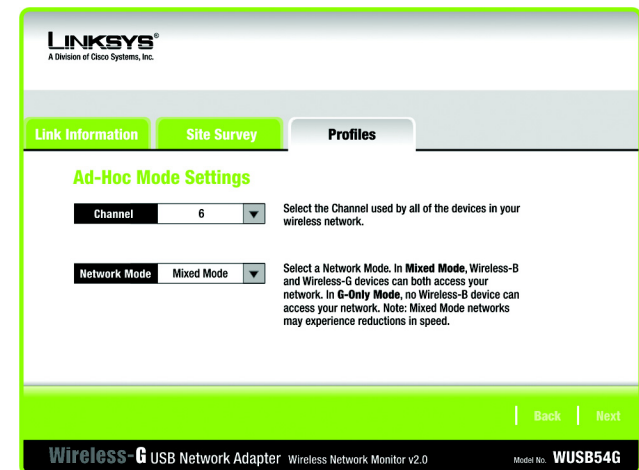 LINKSYS®
A Division of Cisco Systems, Inc.
Link Information
Site Survey
Profiles
Ad-Hoc Mode Settings
Channel
6
Select the Channel used by all of the devices in your
wireless network.
Network Mode
Mixed Mode
Select a Network Mode. In Mixed Mode, Wireless-B
and Wireless-G devices can both access your
network. In G-Only Mode, no Wireless-B device can
access your network. Note: Mixed Mode networks
may experience reductions in speed.
Back
Next
Wireless-G USB Network Adapter Wireless Network Monitor v2.0
Model No. WUSB54G